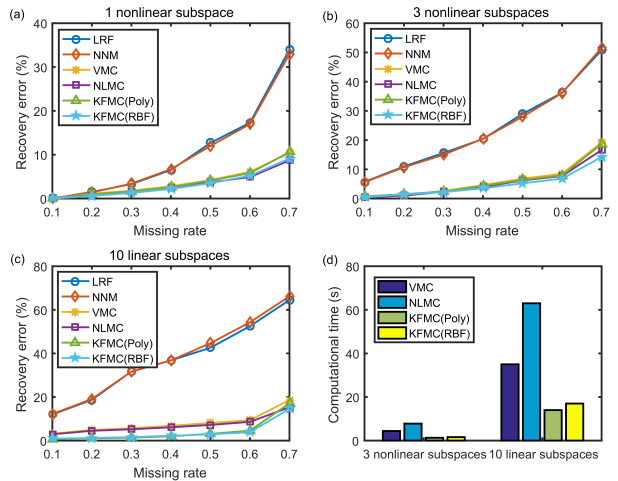 (a)
1 nonlinear subspace
Recovery error (%)
40
30
20
10
0
LRF
NNM
VMC
NLMC
KFMC(Poly)
KFMC(RBF)
0.1 0.2 0.3 0.4 0.5 0.6 0.7
Missing rate
(b)
3 nonlinear subspaces
Recovery error (%)
60
50
40
30
20
10
0
LRF
NNM
VMC
NLMC
KFMC(Poly)
KFMC(RBF)
0.1 0.2 0.3 0.4 0.5 0.6 0.7
Missing rate
(c)
10 linear subspaces
Recovery error (%)
80
60
40
20
0
LRF
NNM
VMC
NLMC
KFMC(Poly)
KFMC(RBF)
0.1 0.2 0.3 0.4 0.5 0.6 0.7
Missing rate
(d)
Computational time (s)
80
60
40
20
0
VMC
NLMC
KFMC(Poly)
KFMC(RBF)
3 nonlinear subspaces 10 linear subspaces